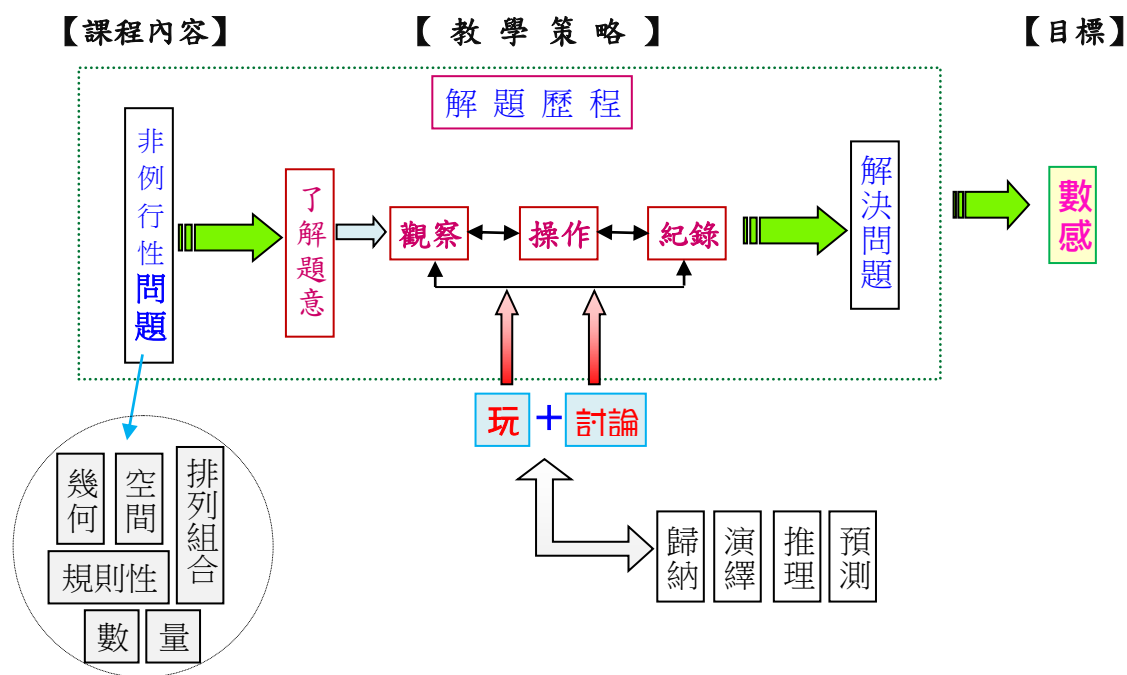 【課程內容】
【教學策略】
【目標】
解題歷程
非例行性問題
了解題意
觀察
操作
紀錄
解決問題
數感
玩
+
討論
幾何
空間
排列組合
規則性
數
量
歸納
演繹
推理
預測